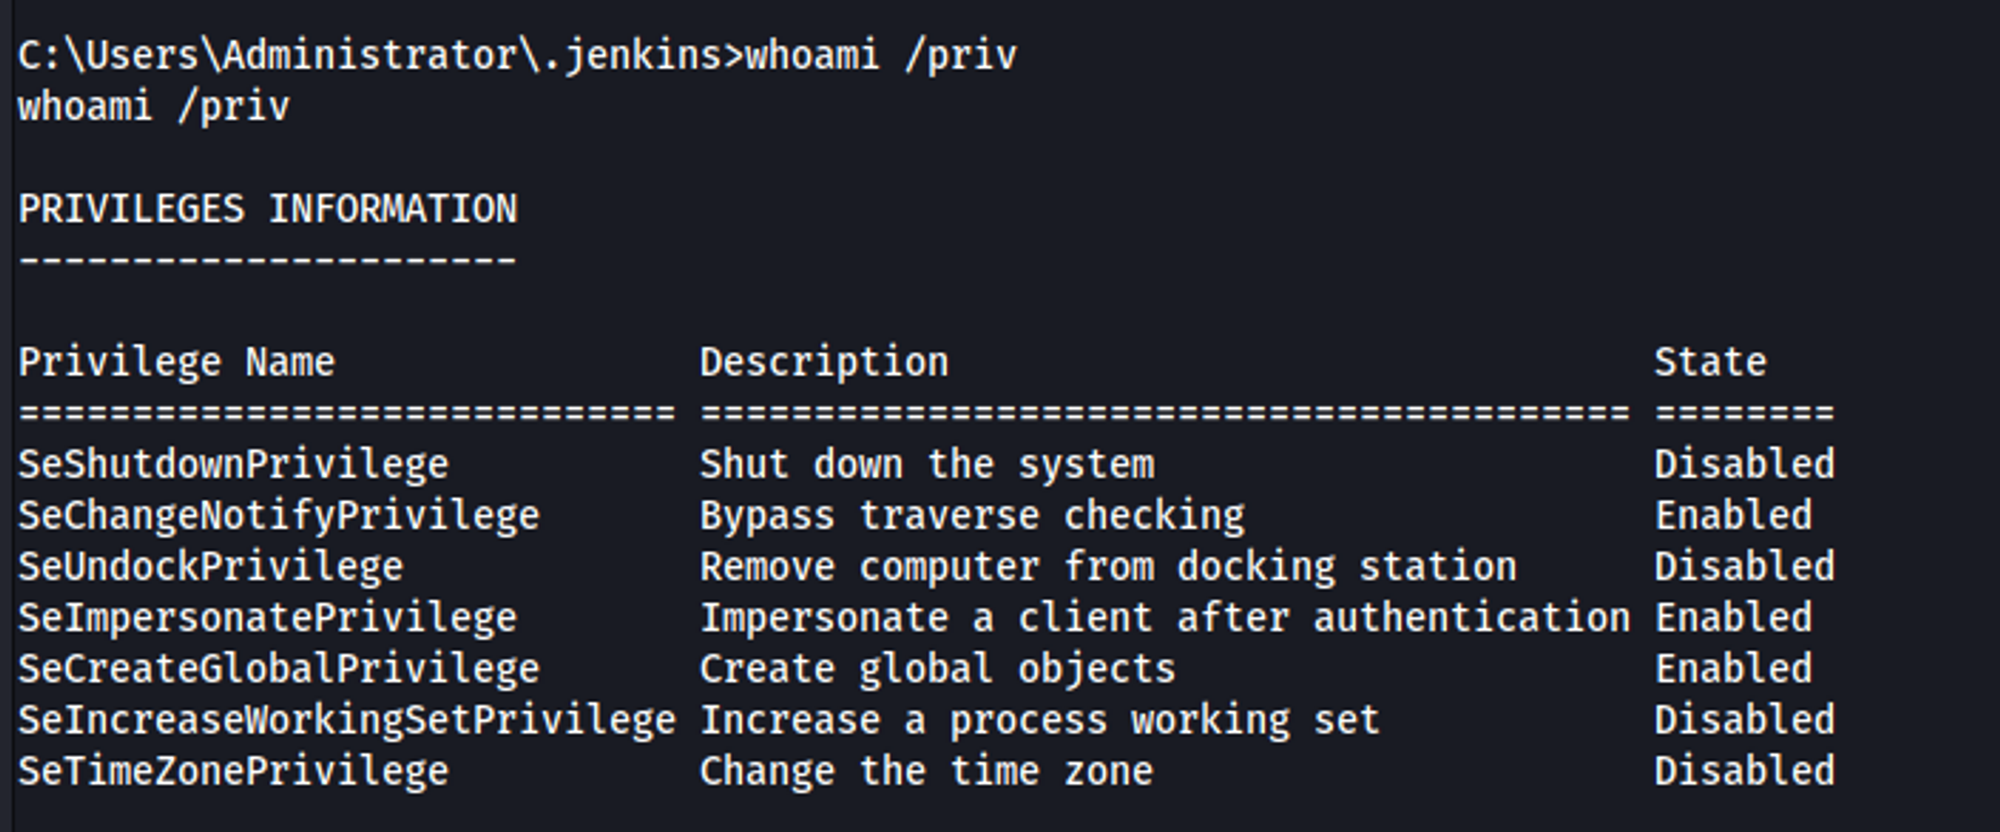 C:\Users\Administrator\.jenkins>whoami /priv
whoami /priv
PRIVILEGES INFORMATION
----------------------
Privilege Name Description State
============================= ========================================= ========
SeShutdownPrivilege Shut down the system Disabled
SeChangeNotifyPrivilege Bypass traverse checking Enabled
SeUndockPrivilege Remove computer from docking station Disabled
SeImpersonatePrivilege Impersonate a client after authentication Enabled
SeCreateGlobalPrivilege Create global objects Enabled
SeIncreaseWorkingSetPrivilege Increase a process working set Disabled
SeTimeZonePrivilege Change the time zone Disabled